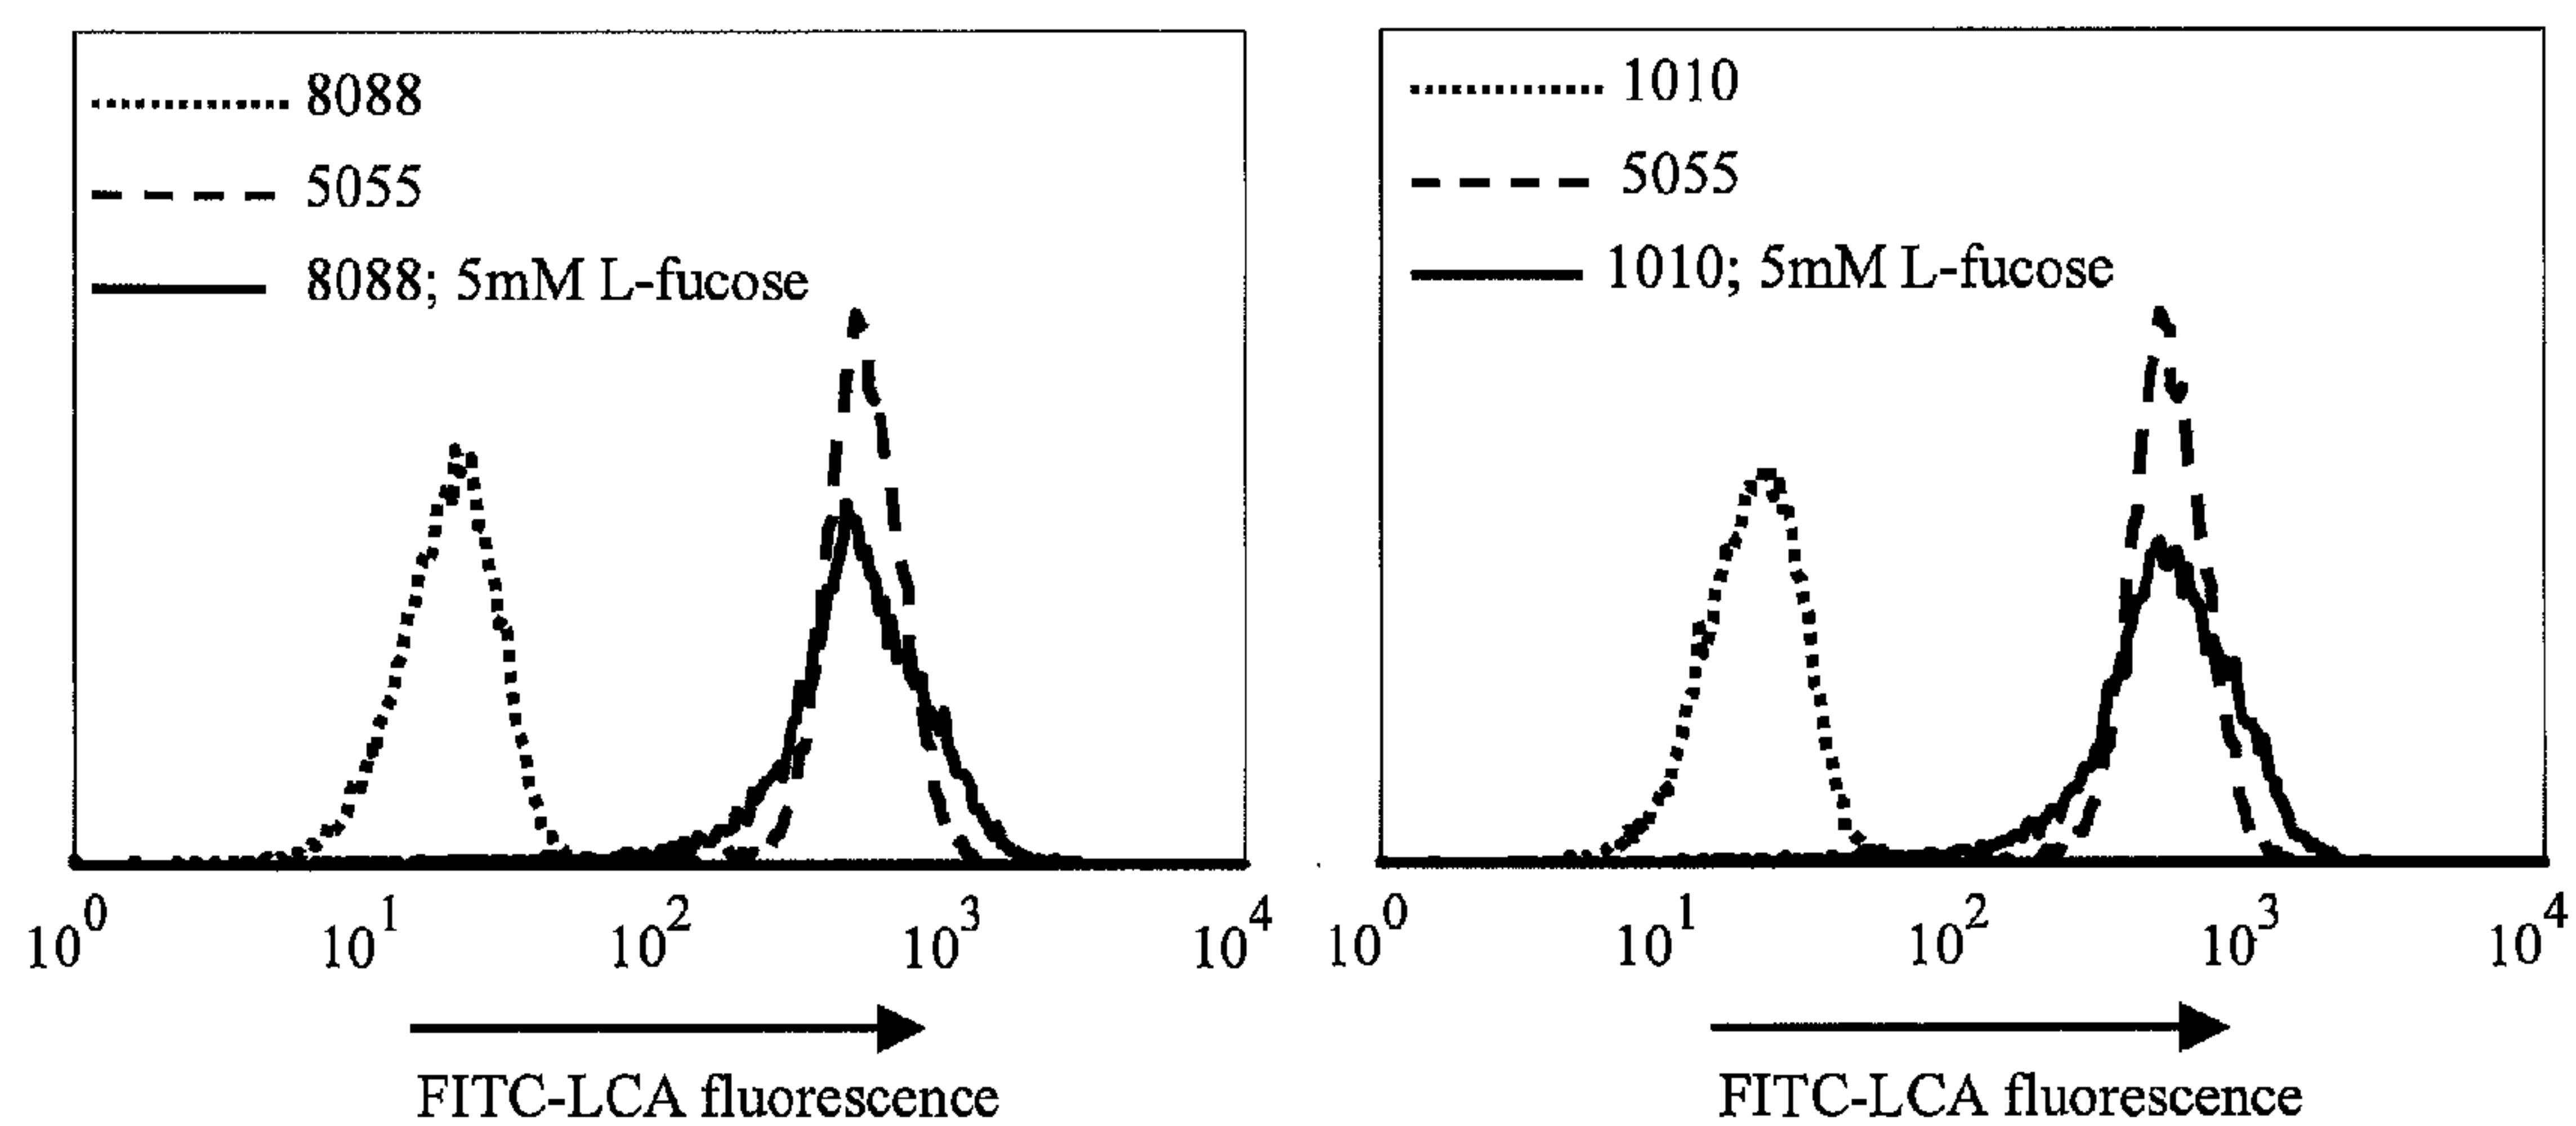 8088
5055
8088; 5mM L-fucose
10^0 10^1 10^2 10^3 10^4
FITC-LCA fluorescence
1010
5055
1010; 5mM L-fucose
10^0 10^1 10^2 10^3 10^4
FITC-LCA fluorescence